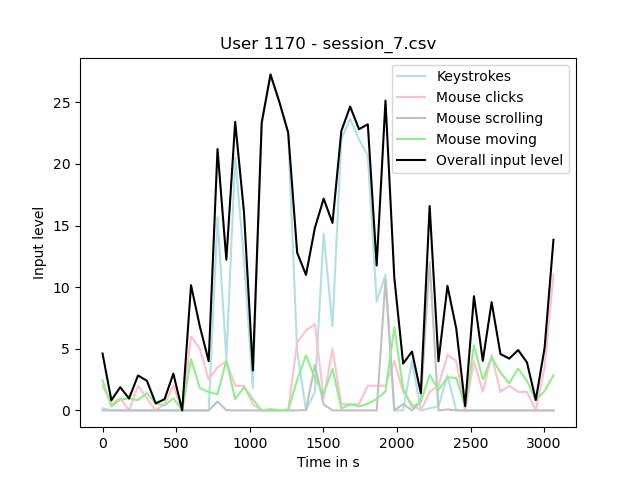 User 1170 - session_7.csv
Keystrokes
Mouse clicks
Mouse scrolling
Mouse moving
Overall input level
Input level
25
20
15
10
5
0
0 500 1000 1500 2000 2500 3000
Time in s